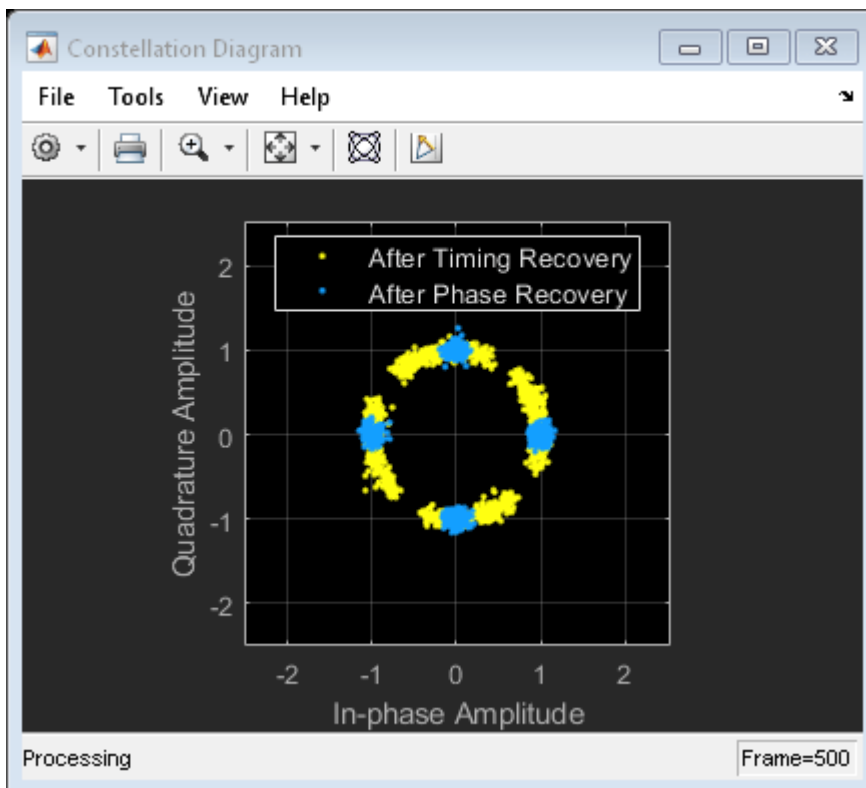 Constellation Diagram
File Tools View Help
After Timing Recovery
After Phase Recovery
2
1
0
-1
-2
Quadrature Amplitude
-2 -1 0 1 2
In-phase Amplitude
Processing Frame=500